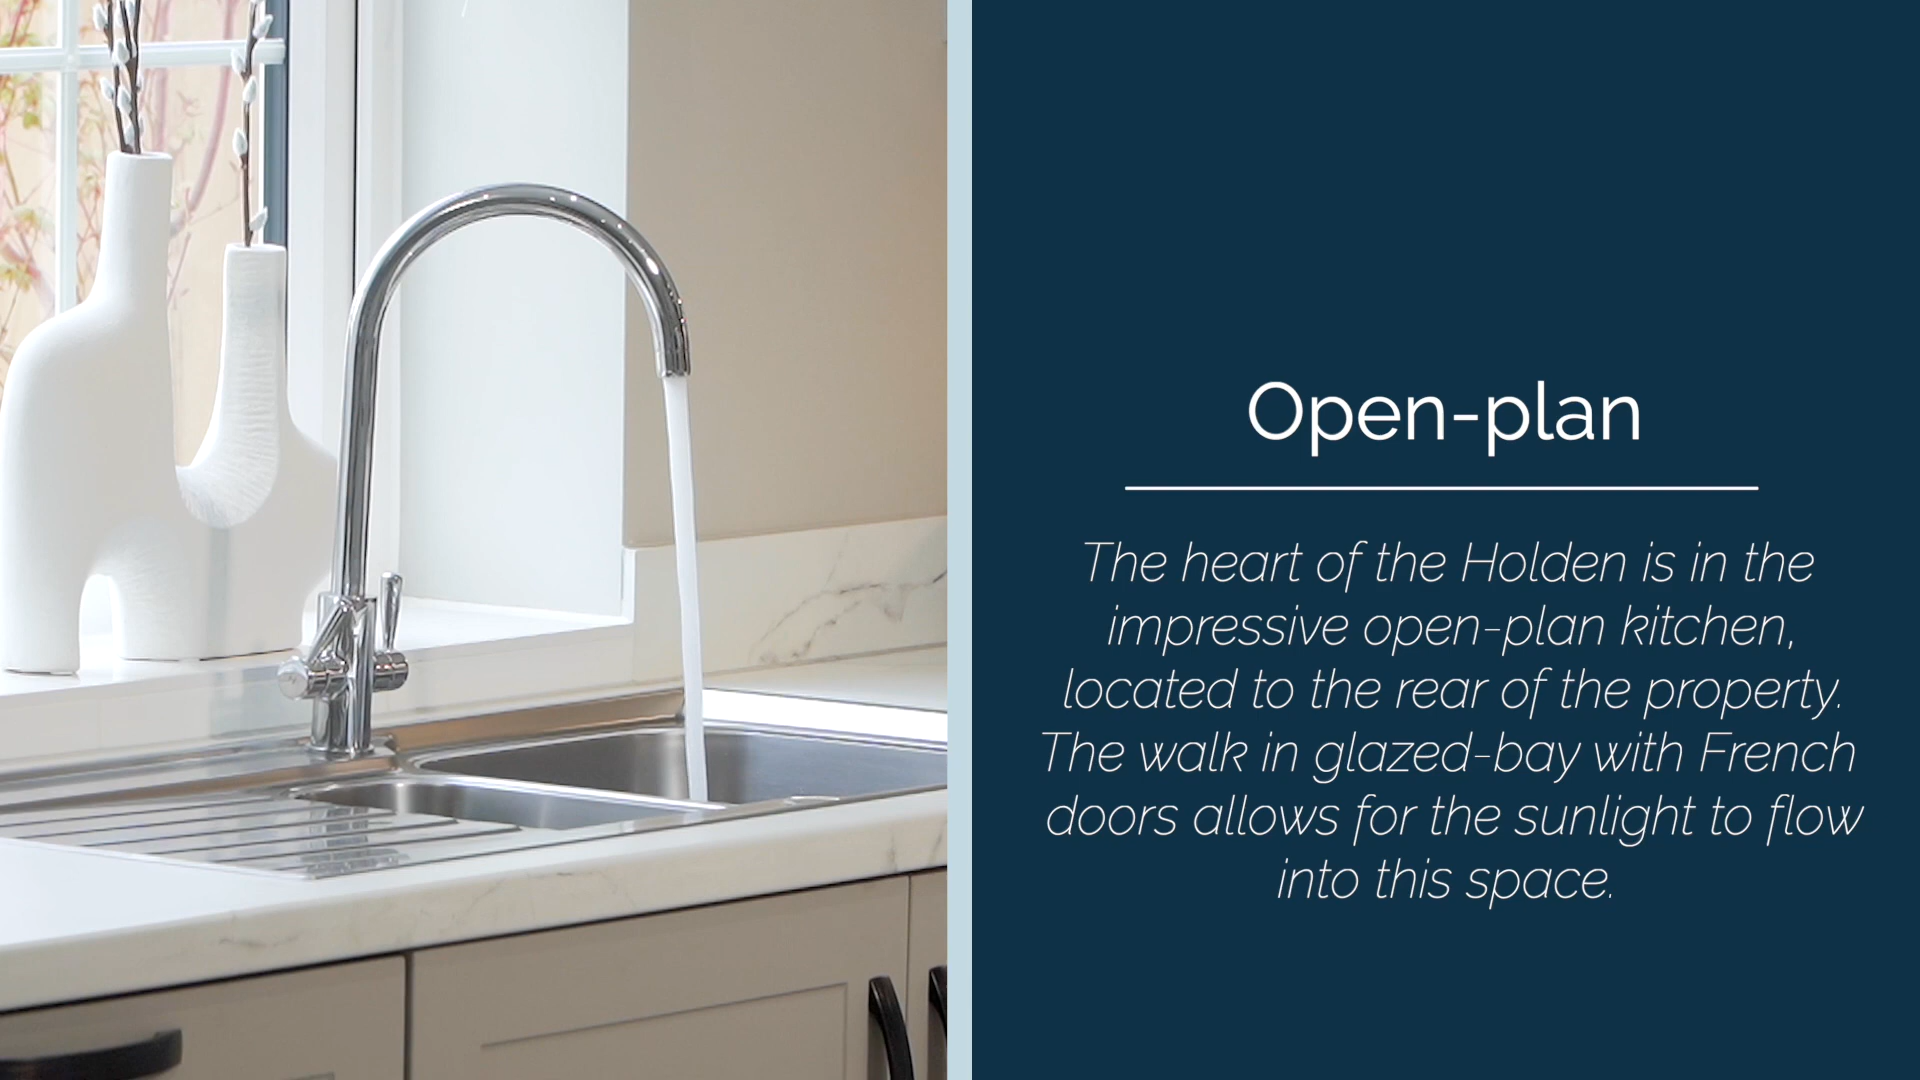 Open-plan
The heart of the Holden is in the
impressive open-plan kitchen,
located to the rear of the property.
The walk in glazed-bay with French
doors allows for the sunlight to flow
into this space.